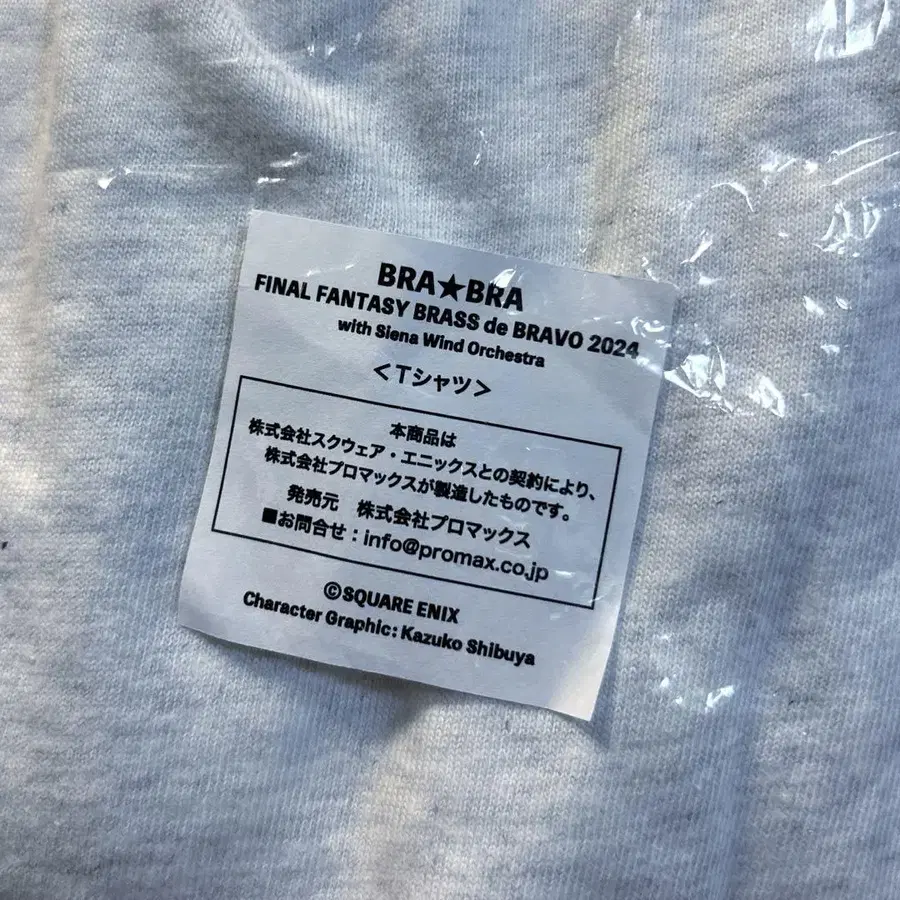 BRA★BRA
FINAL FANTASY BRASS de BRAVO 2024
with Siena Wind Orchestra
<Tシャツ>
本商品は
株式会社スクウェア・エニックスとの契約により、
株式会社プロマックスが製造したものです。
発売元 株式会社プロマックス
■お問合せ:info@promax.co.jp
©SQUARE ENIX
Character Graphic: Kazuko Shibuya